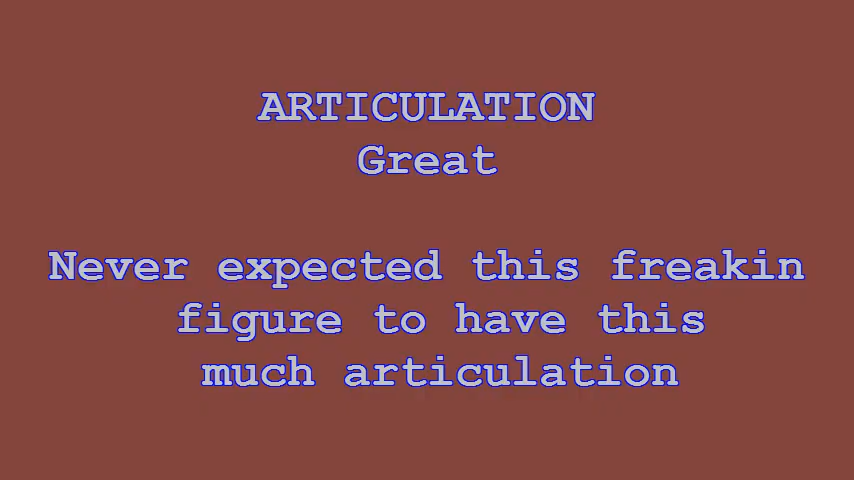 ARTICULATION
Great
Never expected this freakin
figure to have this
much articulation